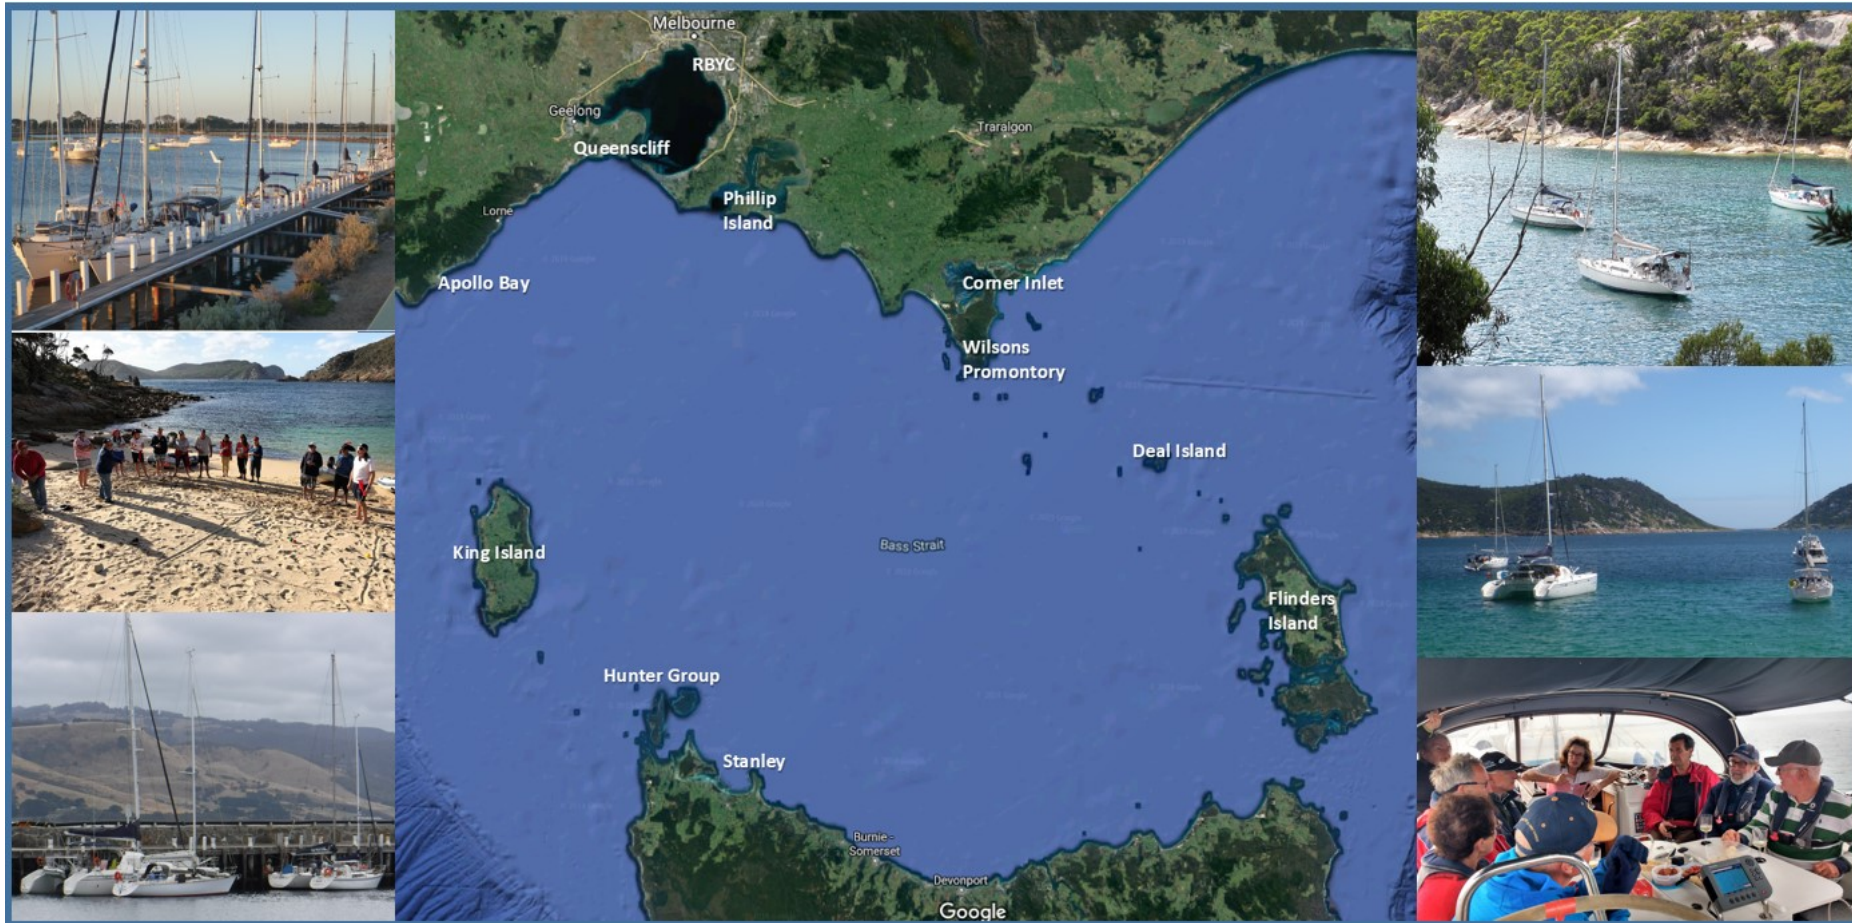 Melbourne
RBYC
Geelong
Traralgon
Queenscliff
Phillip
Island
Lorne
Apollo Bay
Corner Inlet
Wilsons
Promontory
Deal Island
Bass Strait
King Island
Flinders
Island
Hunter Group
Stanley
Burnie -
Somerset
Devonport
Google